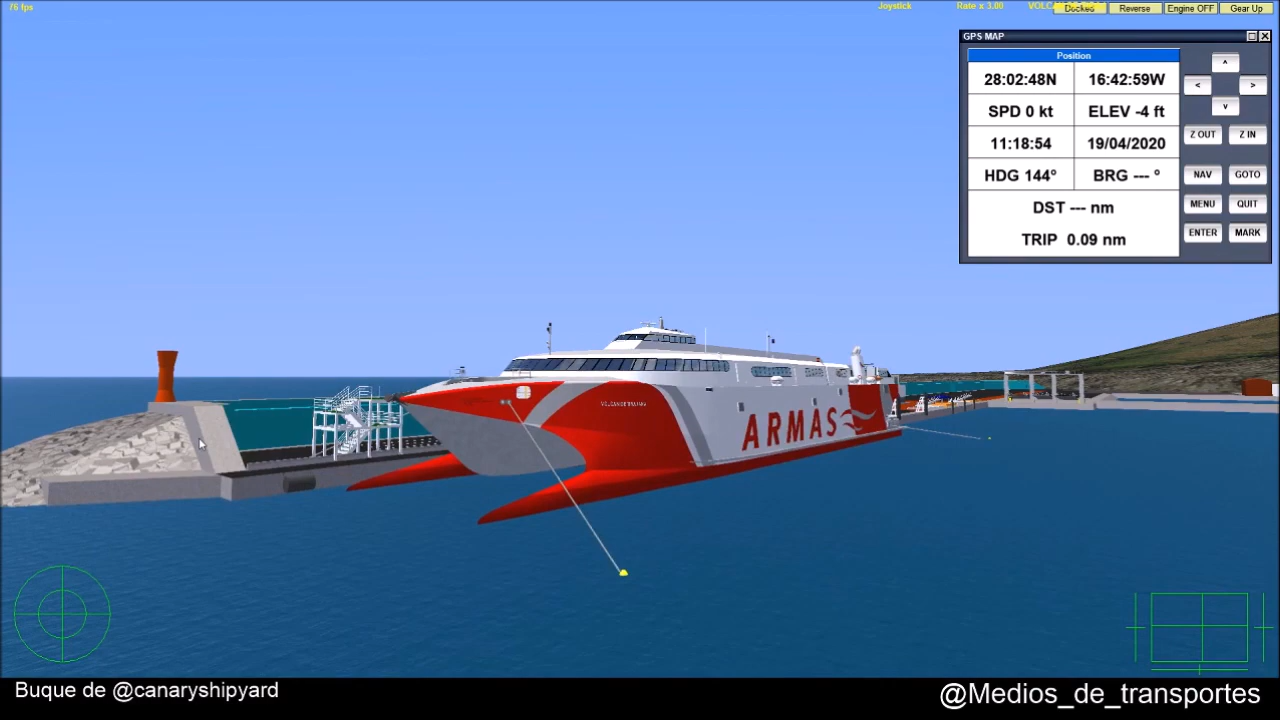 76 fps
Joystick
Rate x 3.00
Docked
Reverse
Engine OFF
Gear Up
GPS MAP
Position
28:02:48N 16:42:59W
SPD 0 kt ELEV -4 ft
11:18:54 19/04/2020
HDG 144° BRG --- °
DST --- nm
TRIP 0.09 nm
^
< >
v
Z OUT Z IN
NAV GOTO
MENU QUIT
ENTER MARK
ARMAS
Buque de @canaryshipyard
@Medios_de_transportes